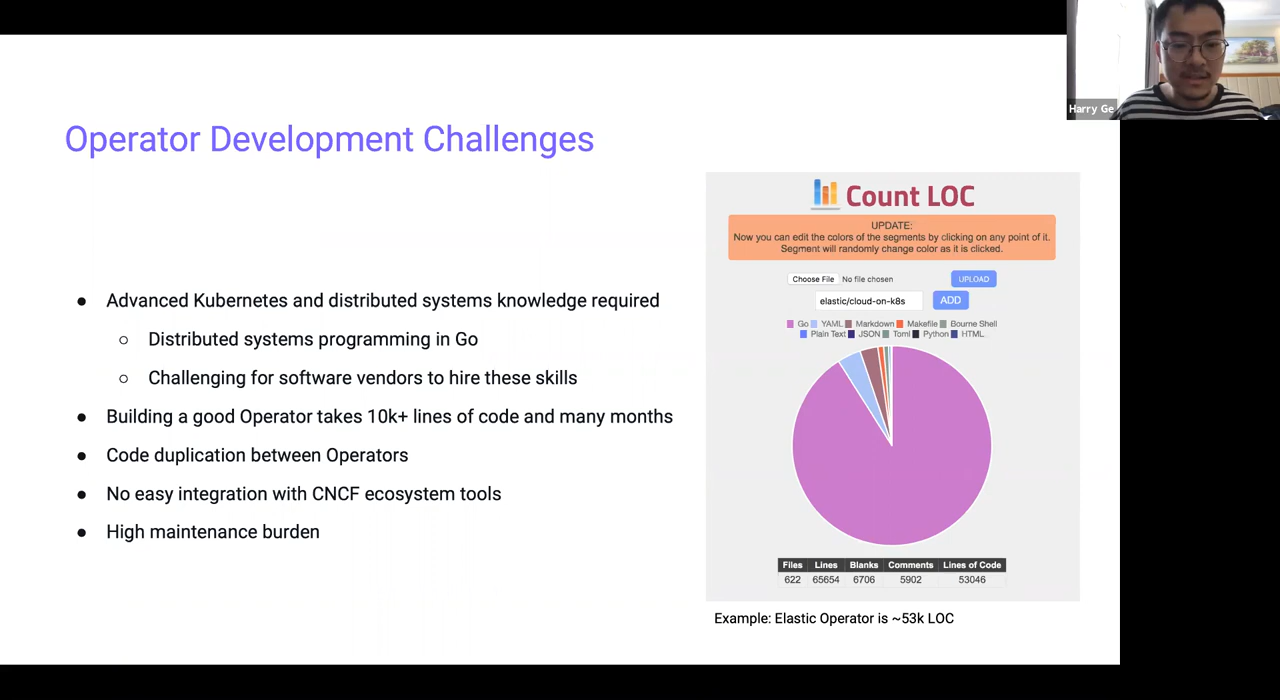 Harry Ge
Operator Development Challenges
● Advanced Kubernetes and distributed systems knowledge required
○ Distributed systems programming in Go
○ Challenging for software vendors to hire these skills
● Building a good Operator takes 10k+ lines of code and many months
● Code duplication between Operators
● No easy integration with CNCF ecosystem tools
● High maintenance burden
Count LOC
UPDATE:
Now you can edit the colors of the segments by clicking on any point of it.
Segment will randomly change color as it is clicked.
Choose File No file chosen UPLOAD
elastic/cloud-on-k8s ADD
Go YAML Markdown Makefile Bourne Shell
Plain Text JSON Toml Python HTML
Files Lines Blanks Comments Lines of Code
622 65654 6706 5902 53046
Example: Elastic Operator is ~53k LOC